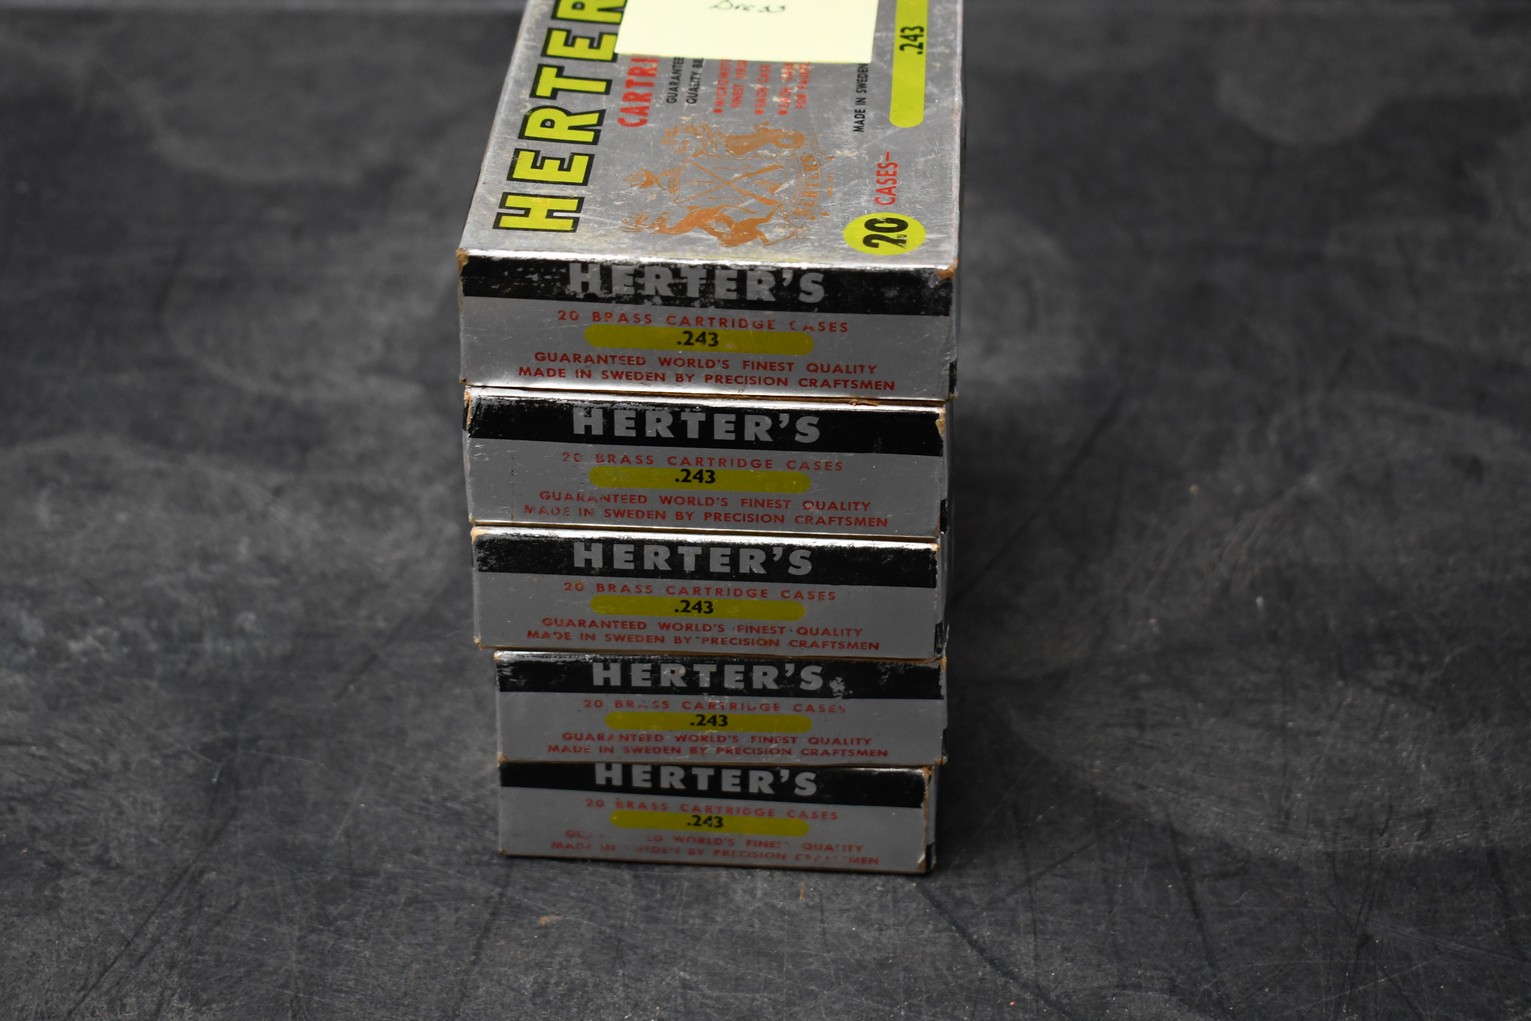 HERTER
CARTRI
GUARANTEE
QUALITY
MADE IN SWEDEN
.243
20 CASES–
HERTER'S
20 BRASS CARTRIDGE CASES
.243
GUARANTEED WORLD'S FINEST QUALITY
MADE IN SWEDEN BY PRECISION CRAFTSMEN
HERTER'S
20 BRASS CARTRIDGE CASES
.243
GUARANTEED WORLD'S FINEST QUALITY
MADE IN SWEDEN BY PRECISION CRAFTSMEN
HERTER'S
20 BRASS CARTRIDGE CASES
.243
GUARANTEED WORLD'S FINEST QUALITY
MADE IN SWEDEN BY PRECISION CRAFTSMEN
HERTER'S
20 BRASS CARTRIDGE CASES
.243
GUARANTEED WORLD'S FINEST QUALITY
MADE IN SWEDEN BY PRECISION CRAFTSMEN
HERTER'S
20 BRASS CARTRIDGE CASES
.243
WORLD'S FINEST QUALITY
MADE IN SWEDEN BY PRECISION CRAFTSMEN